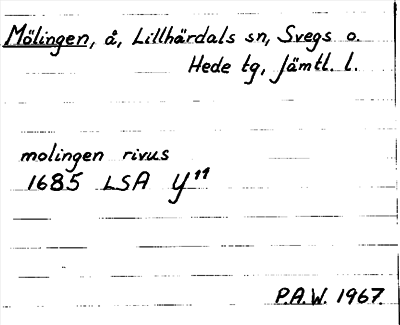 Mölingen, å, Lillhärdals sn, Svegs o.
Hede tg, Jämtl. l.
molingen rivus
1685 LSA Y¹¹
P.A.W. 1967.